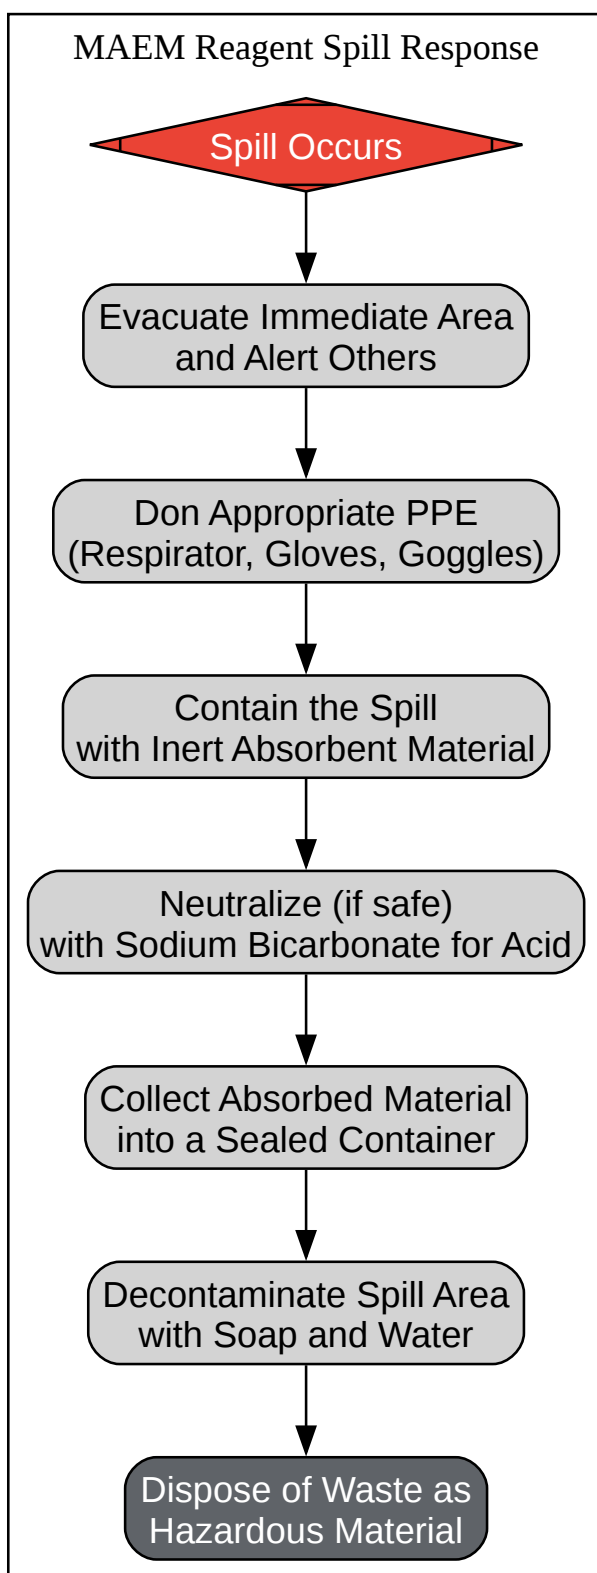 MAEM Reagent Spill Response
Spill Occurs
Evacuate Immediate Area
and Alert Others
Don Appropriate PPE
(Respirator, Gloves, Goggles)
Contain the Spill
with Inert Absorbent Material
Neutralize (if safe)
with Sodium Bicarbonate for Acid
Collect Absorbed Material
into a Sealed Container
Decontaminate Spill Area
with Soap and Water
Dispose of Waste as
Hazardous Material